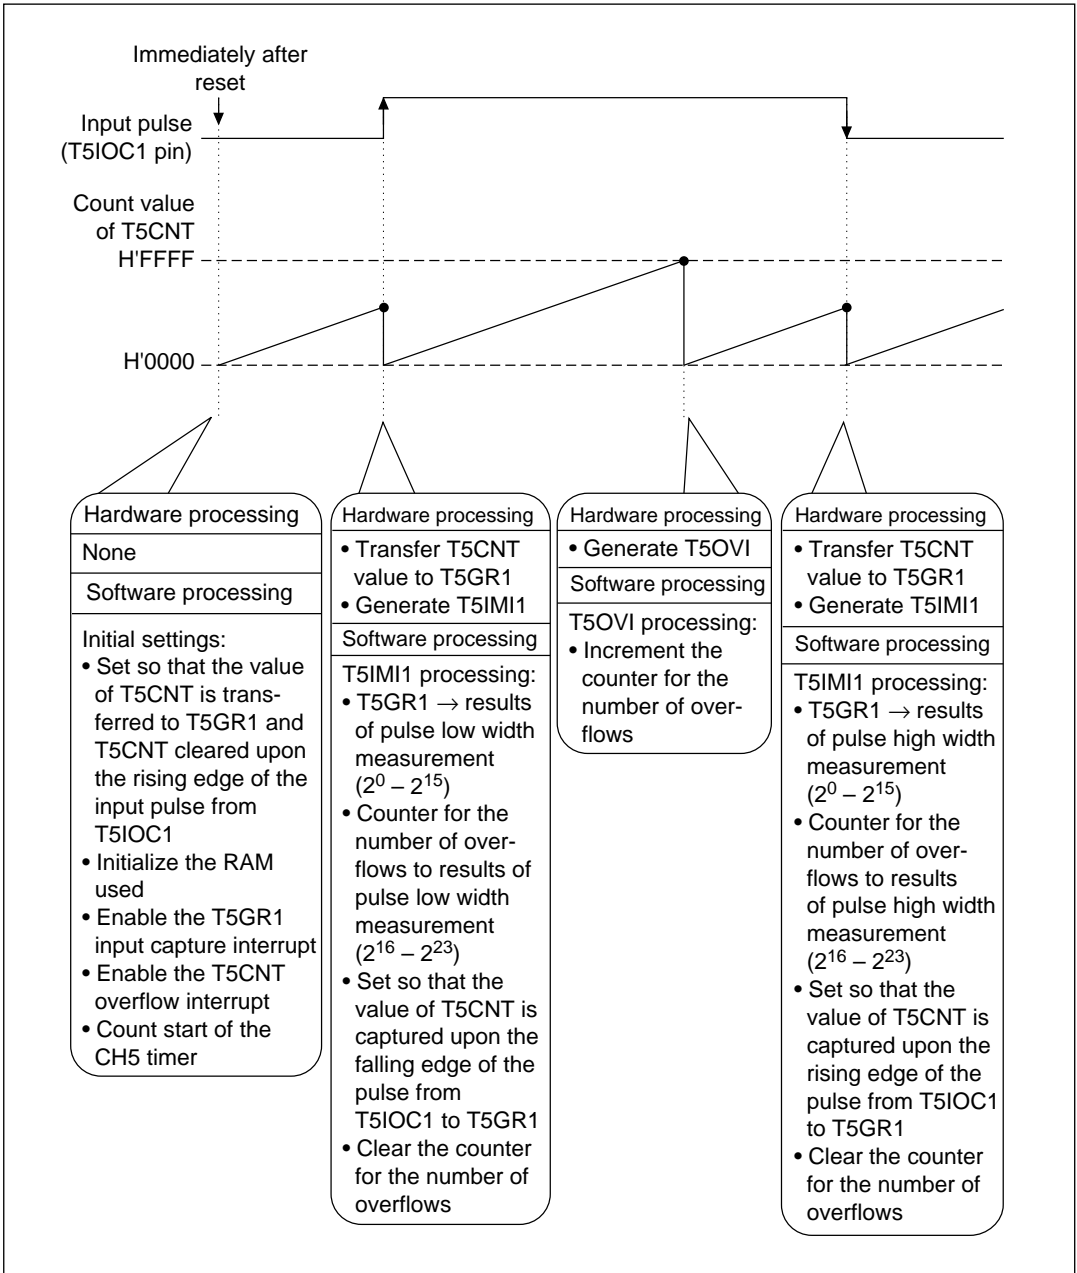 Immediately after
reset
Input pulse
(T5IOC1 pin)
Count value
of T5CNT
H'FFFF
H'0000
Hardware processing
None
Software processing
Initial settings:
• Set so that the value
of T5CNT is trans-
ferred to T5GR1 and
T5CNT cleared upon
the rising edge of the
input pulse from
T5IOC1
• Initialize the RAM
used
• Enable the T5GR1
input capture interrupt
• Enable the T5CNT
overflow interrupt
• Count start of the
CH5 timer
Hardware processing
• Transfer T5CNT
value to T5GR1
• Generate T5IMI1
Software processing
T5IMI1 processing:
• T5GR1 → results
of pulse low width
measurement
(2⁰ – 2¹⁵)
• Counter for the
number of over-
flows to results of
pulse low width
measurement
(2¹⁶ – 2²³)
• Set so that the
value of T5CNT is
captured upon the
falling edge of the
pulse from
T5IOC1 to T5GR1
• Clear the counter
for the number of
overflows
Hardware processing
• Generate T5OVI
Software processing
T5OVI processing:
• Increment the
counter for the
number of over-
flows
Hardware processing
• Transfer T5CNT
value to T5GR1
• Generate T5IMI1
Software processing
T5IMI1 processing:
• T5GR1 → results
of pulse high width
measurement
(2⁰ – 2¹⁵)
• Counter for the
number of over-
flows to results
of pulse high width
measurement
(2¹⁶ – 2²³)
• Set so that the
value of T5CNT is
captured upon the
rising edge of the
pulse from T5IOC1
to T5GR1
• Clear the counter
for the number of
overflows